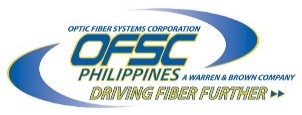 OPTIC FIBER SYSTEMS CORPORATION
OFSC
PHILIPPINES
A WARREN & BROWN COMPANY
DRIVING FIBER FURTHER